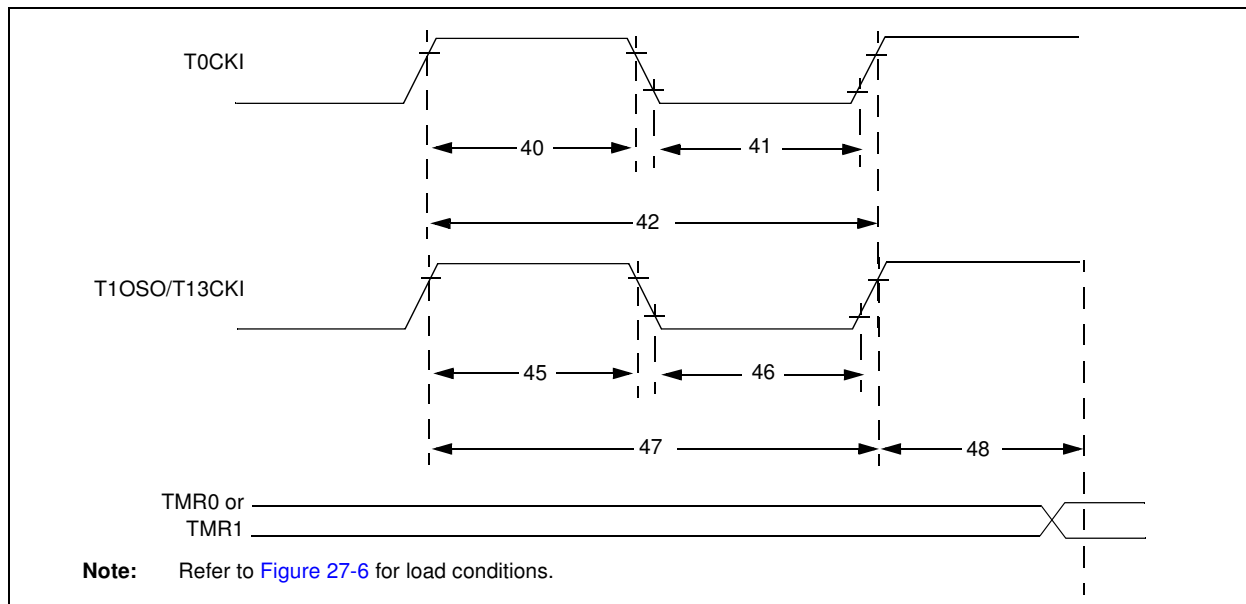 T0CKI
40
41
42
T1OSO/T13CKI
45
46
47
48
TMR0 or
TMR1
Note: Refer to Figure 27-6 for load conditions.